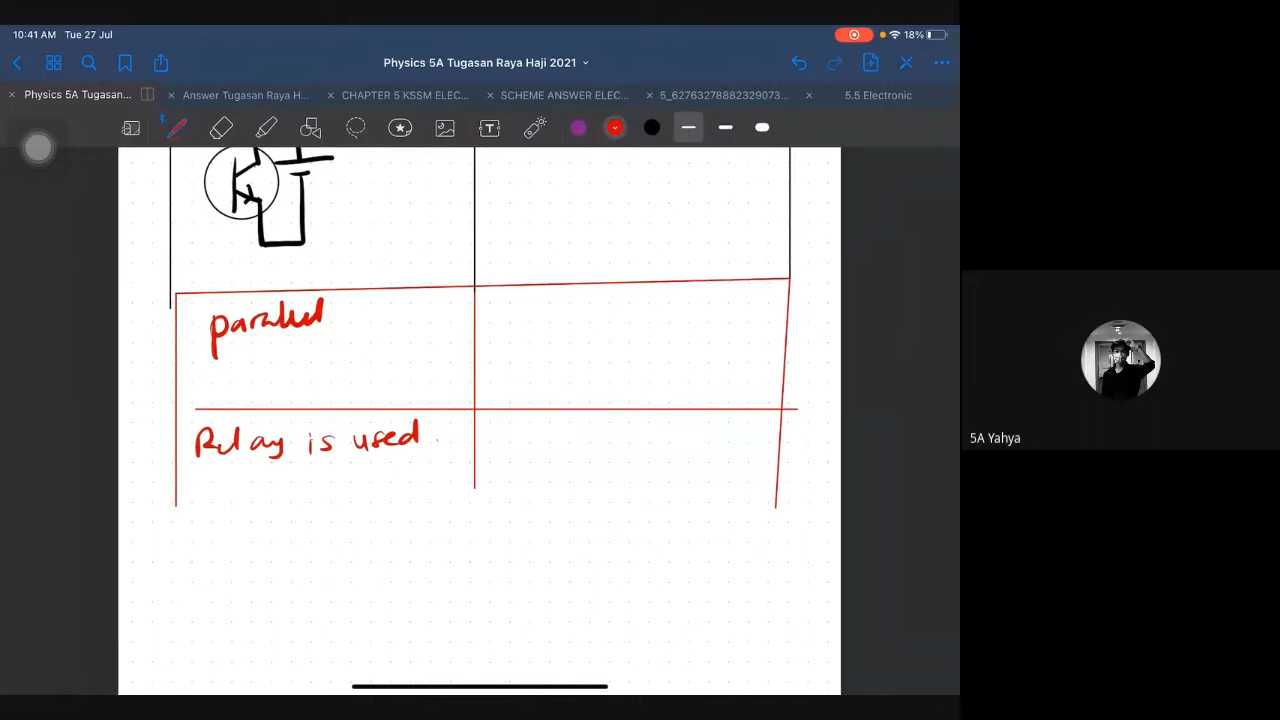 10:41 AM Tue 27 Jul
18%
Physics 5A Tugasan Raya Haji 2021
Physics 5A Tugasan...
Answer Tugasan Raya H...
CHAPTER 5 KSSM ELEC...
SCHEME ANSWER ELEC...
5_62763278882329073...
5.5 Electronic
parallel
Relay is used
5A Yahya